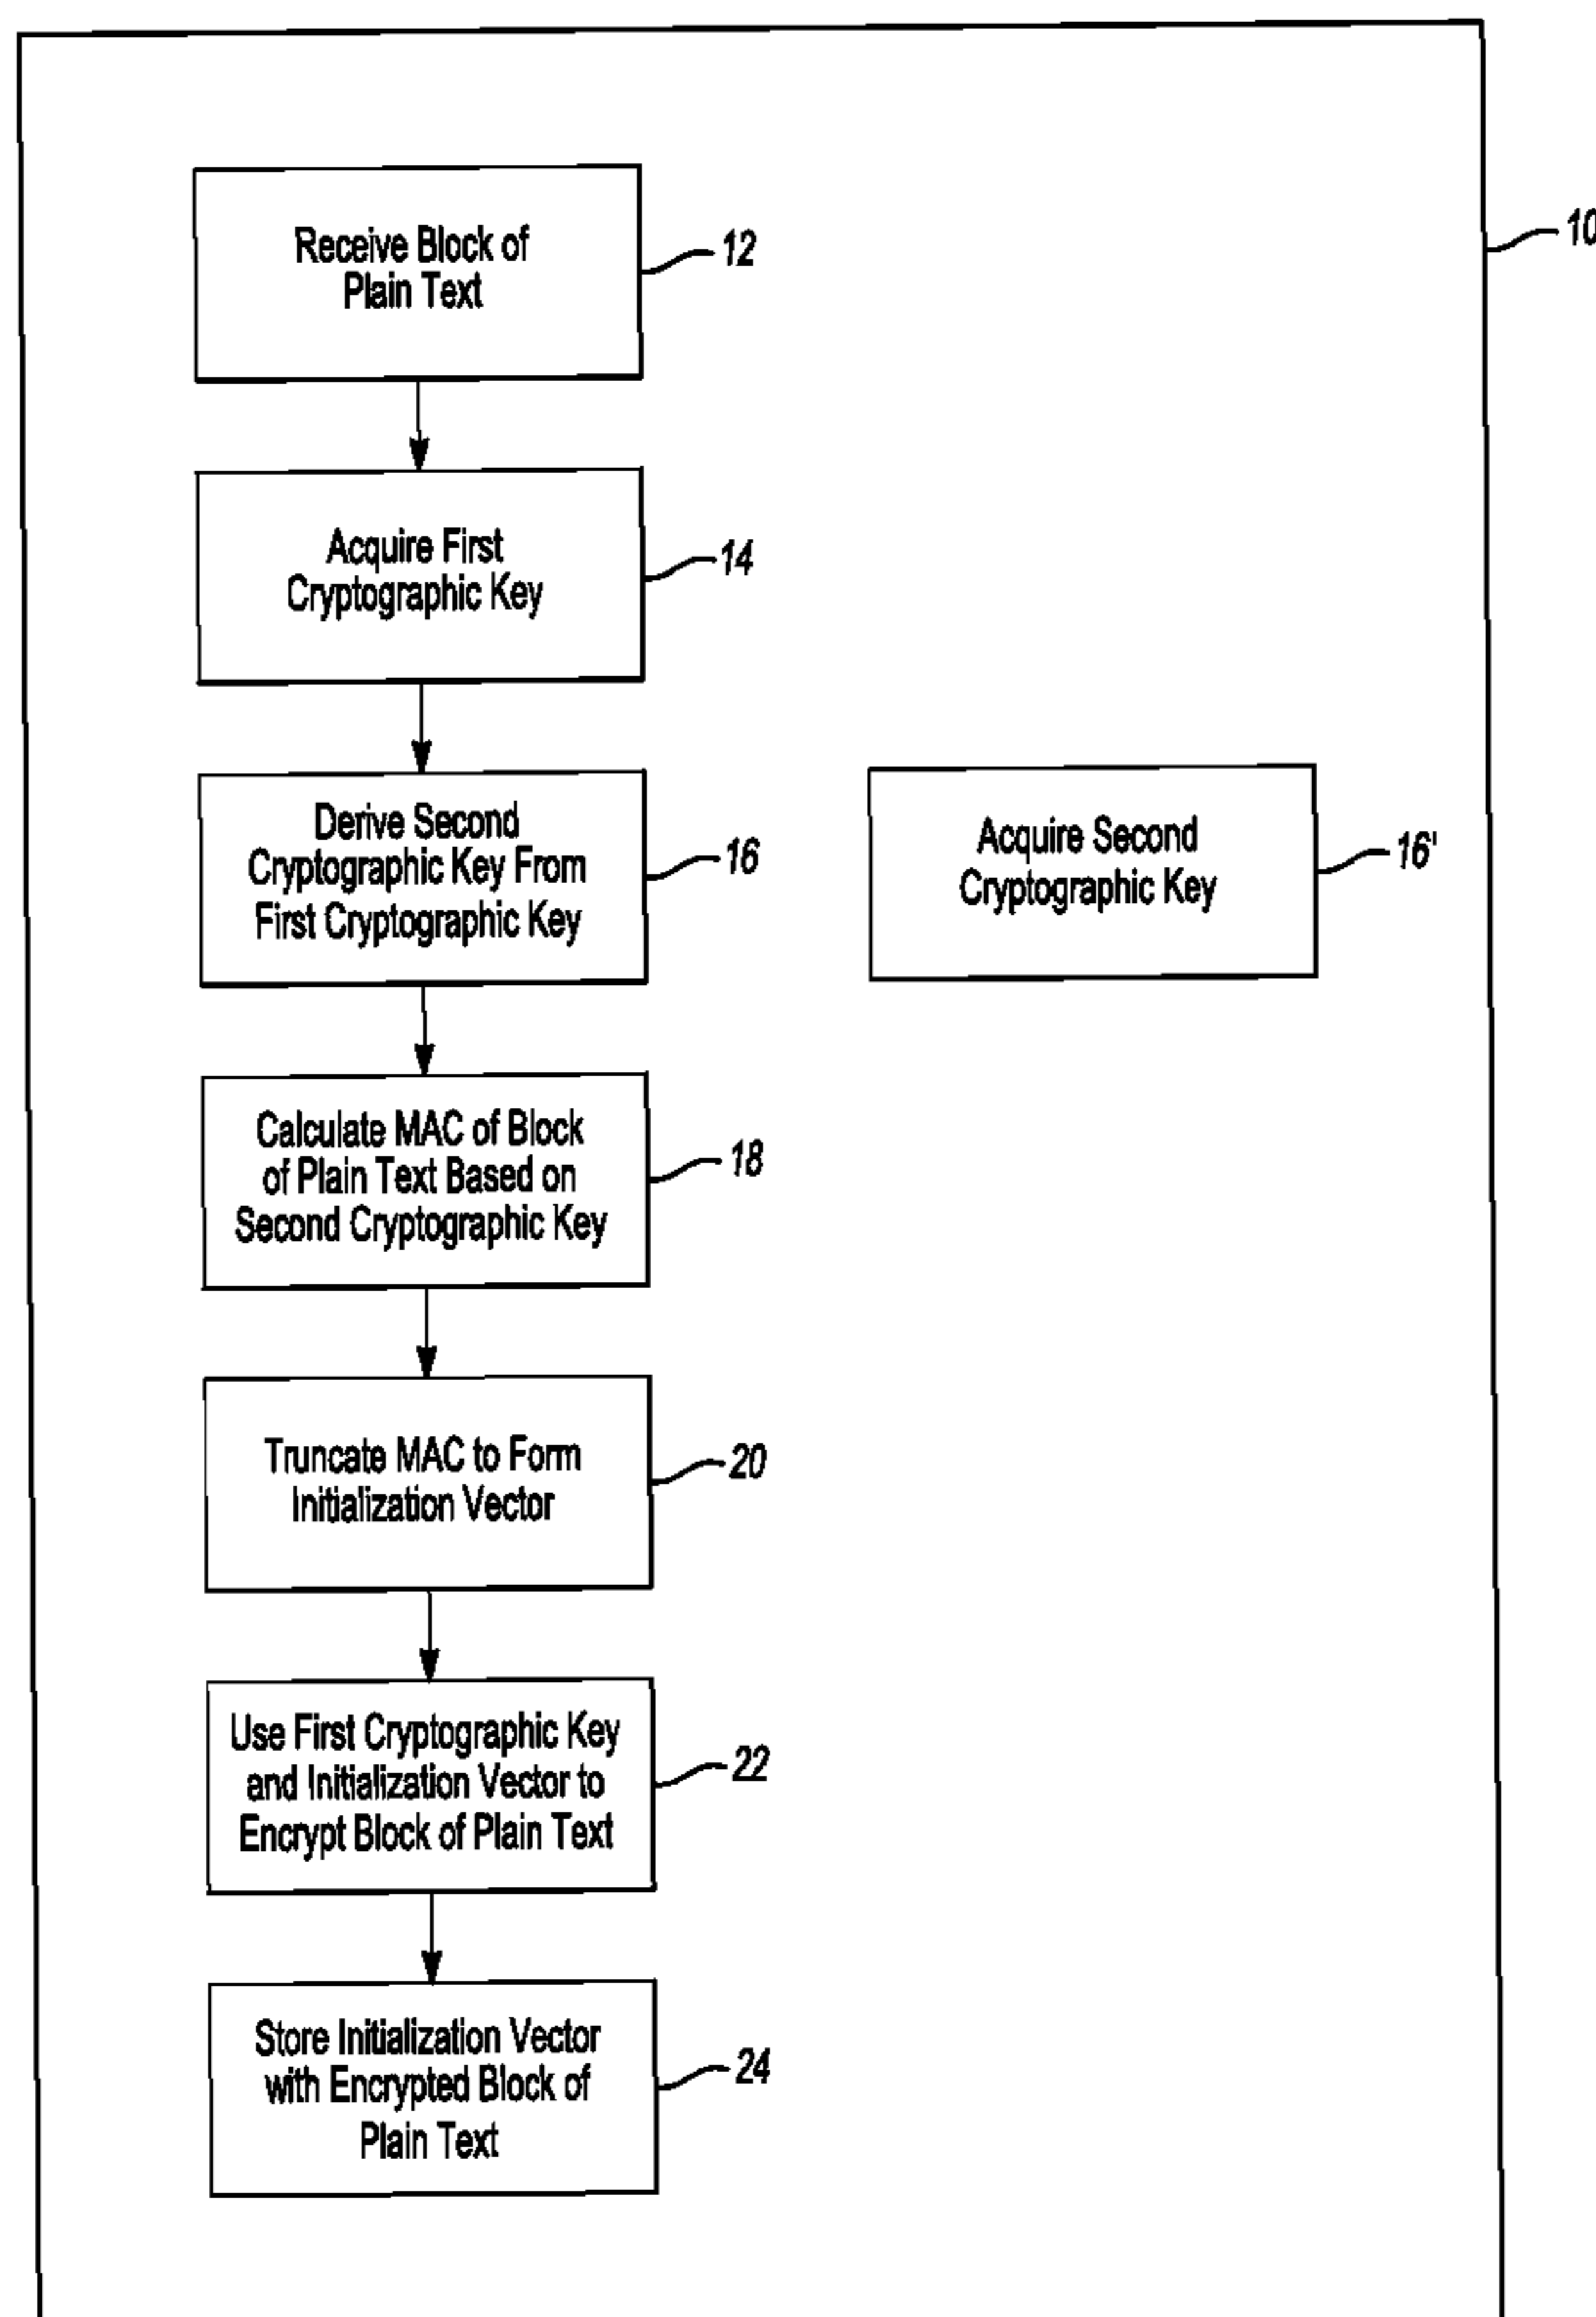 10
Receive Block of
Plain Text
12
Acquire First
Cryptographic Key
14
Derive Second
Cryptographic Key From
First Cryptographic Key
16
Acquire Second
Cryptographic Key
16'
Calculate MAC of Block
of Plain Text Based on
Second Cryptographic Key
18
Truncate MAC to Form
Initialization Vector
20
Use First Cryptographic Key
and Initialization Vector to
Encrypt Block of Plain Text
22
Store Initialization Vector
with Encrypted Block of
Plain Text
24